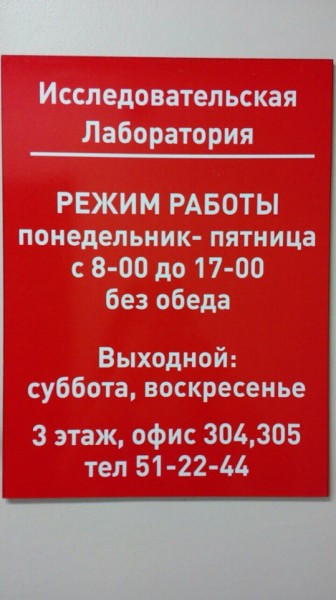 Исследовательская
Лаборатория
РЕЖИМ РАБОТЫ
понедельник- пятница
с 8-00 до 17-00
без обеда
Выходной:
суббота, воскресенье
3 этаж, офис 304,305
тел 51-22-44